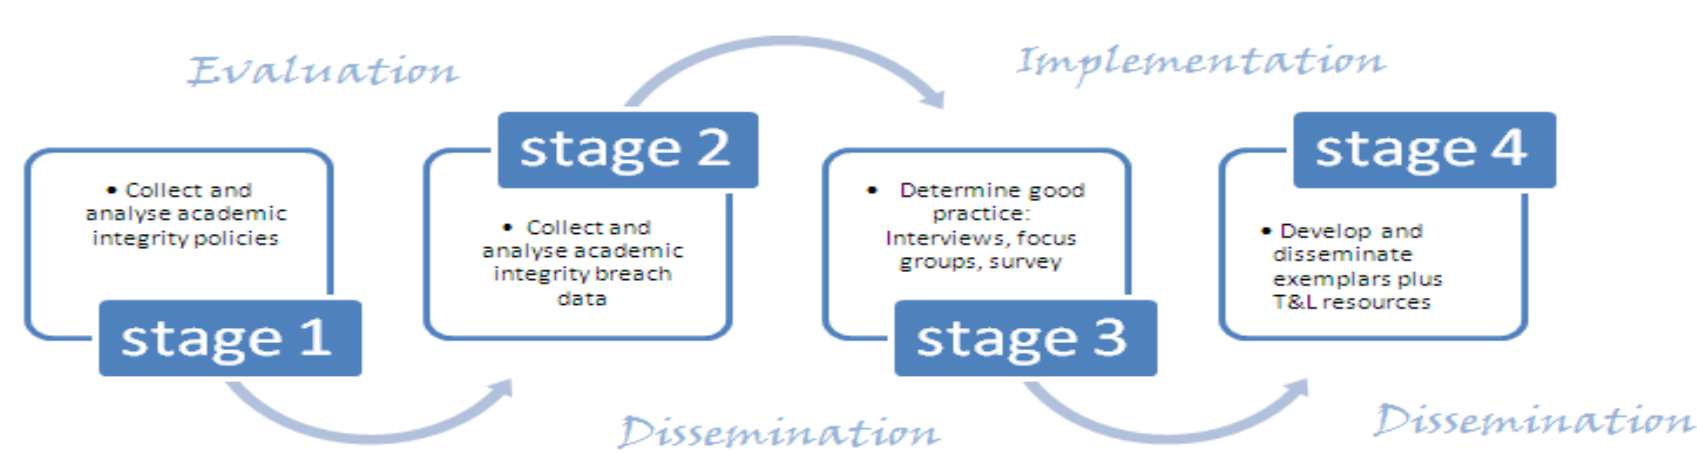 Evaluation
Implementation
• Collect and
analyse academic
integrity policies
stage 1
stage 2
• Collect and
analyse academic
integrity breach
data
• Determine good
practice:
Interviews, focus
groups, survey
stage 3
stage 4
• Develop and
disseminate
exemplars plus
T&L resources
Dissemination
Dissemination